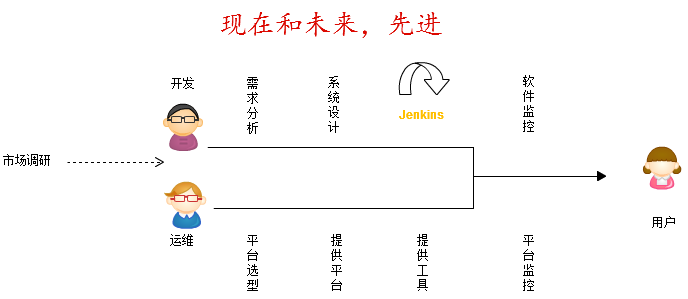 现在和未来，先进
开发
需求分析
系统设计
Jenkins
软件监控
市场调研
用户
运维
平台选型
提供平台
提供工具
平台监控